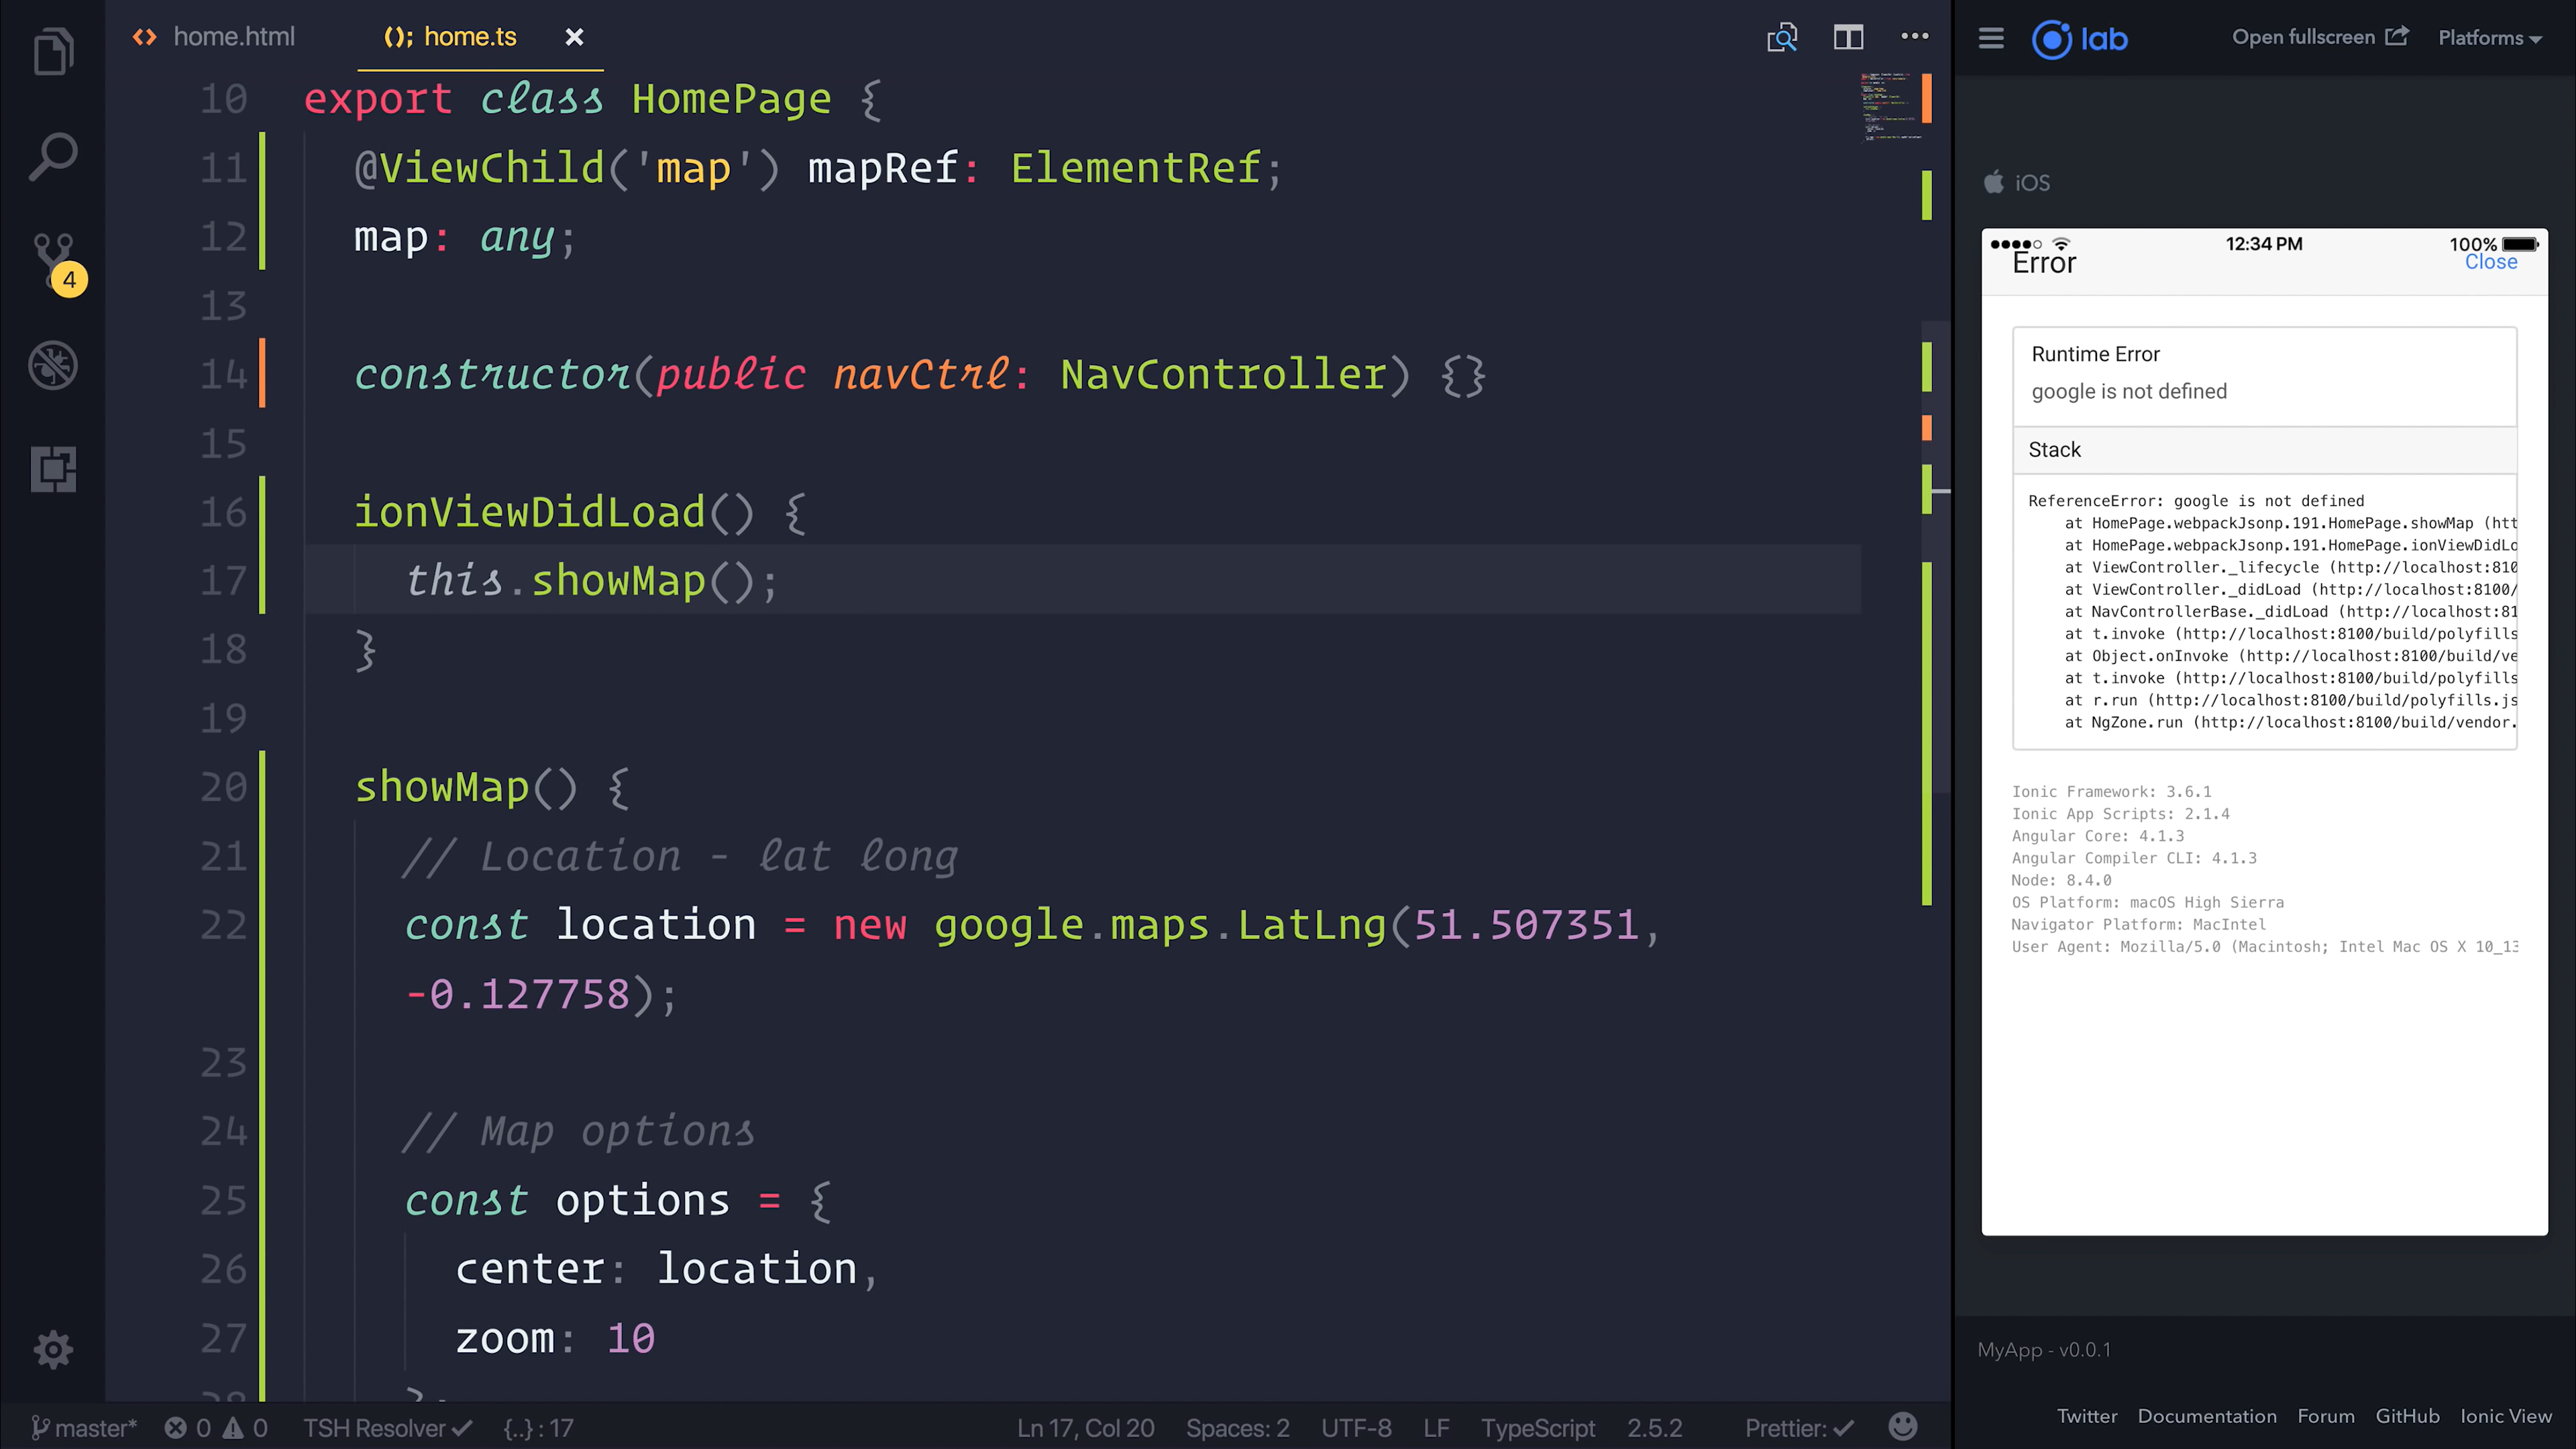 home.html
home.ts
10 export class HomePage {
11 @ViewChild('map') mapRef: ElementRef;
12 map: any;
13
14 constructor(public navCtrl: NavController) {}
15
16 ionViewDidLoad() {
17 this.showMap();
18 }
19
20 showMap() {
21 // Location - lat long
22 const location = new google.maps.LatLng(51.507351,
-0.127758);
23
24 // Map options
25 const options = {
26 center: location,
27 zoom: 10
4
master*
0 0
TSH Resolver
{..} : 17
Ln 17, Col 20
Spaces: 2
UTF-8
LF
TypeScript
2.5.2
Prettier:
lab
Open fullscreen
Platforms
iOS
12:34 PM
100%
Error
Close
Runtime Error
google is not defined
Stack
ReferenceError: google is not defined
at HomePage.webpackJsonp.191.HomePage.showMap (htt
at HomePage.webpackJsonp.191.HomePage.ionViewDidLo
at ViewController._lifecycle (http://localhost:810
at ViewController._didLoad (http://localhost:8100/
at NavControllerBase._didLoad (http://localhost:81
at t.invoke (http://localhost:8100/build/polyfills
at Object.onInvoke (http://localhost:8100/build/ve
at t.invoke (http://localhost:8100/build/polyfills
at r.run (http://localhost:8100/build/polyfills.js
at NgZone.run (http://localhost:8100/build/vendor.
Ionic Framework: 3.6.1
Ionic App Scripts: 2.1.4
Angular Core: 4.1.3
Angular Compiler CLI: 4.1.3
Node: 8.4.0
OS Platform: macOS High Sierra
Navigator Platform: MacIntel
User Agent: Mozilla/5.0 (Macintosh; Intel Mac OS X 10_13
MyApp - v0.0.1
Twitter Documentation Forum GitHub Ionic View